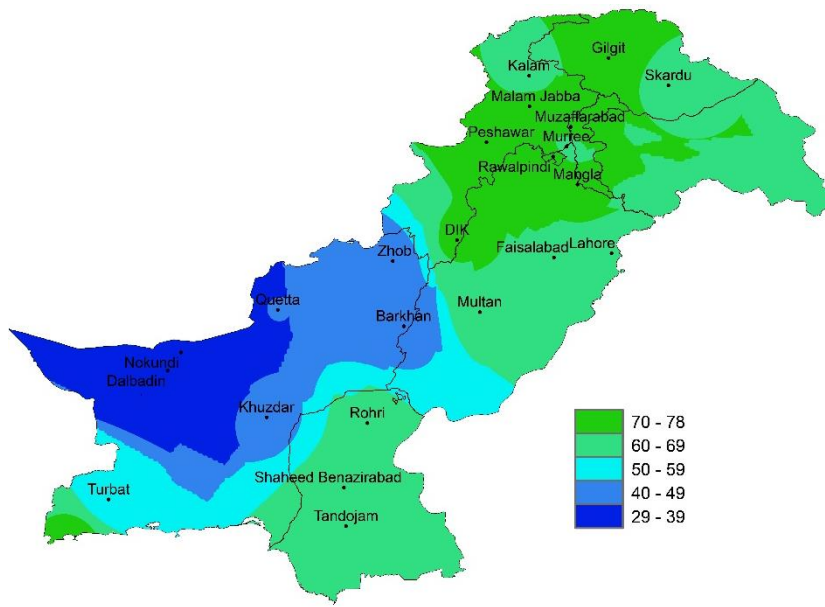 Gilgit
Kalam
Skardu
Malam Jabba
Muzaffarabad
Peshawar
Murree
Rawalpindi
Mangla
DIK
Zhob
Faisalabad
Lahore
Quetta
Multan
Barkhan
Nokundi
Dalbadin
Khuzdar
Rohri
70 - 78
60 - 69
50 - 59
40 - 49
29 - 39
Shaheed Benazirabad
Turbat
Tandojam